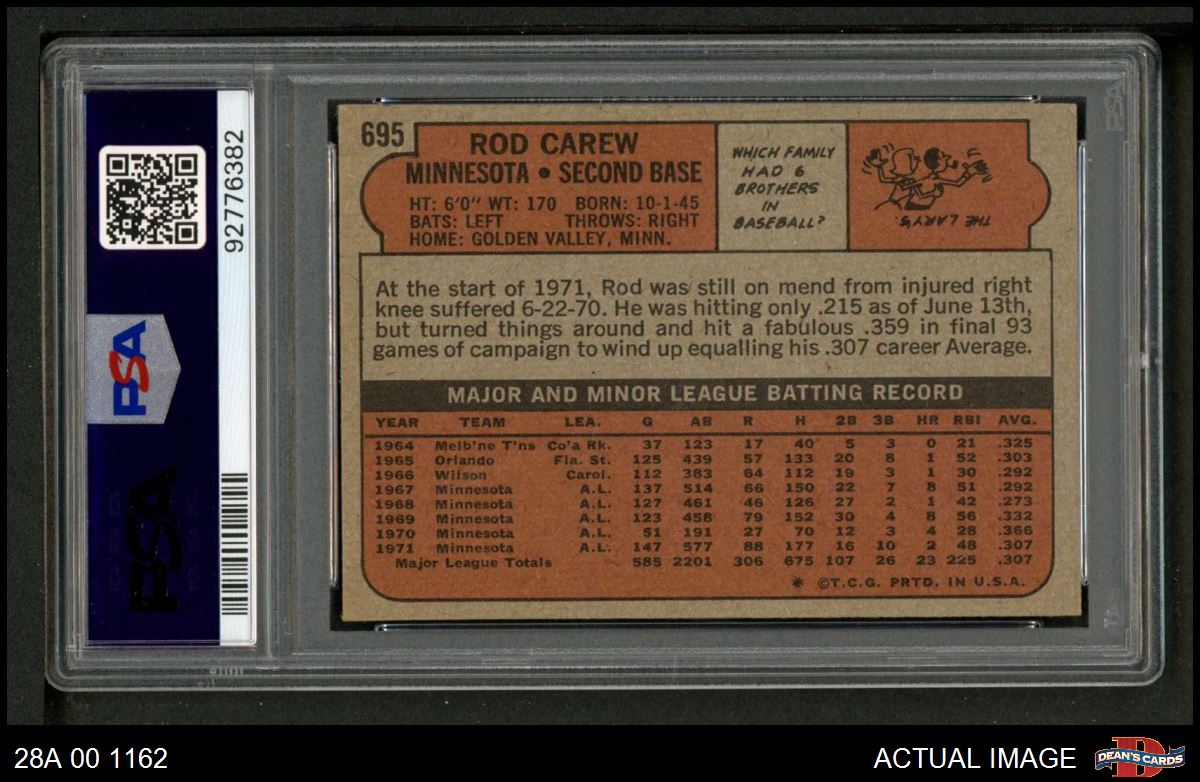 92776382
PSA
PSA
PSA
695
ROD CAREW
MINNESOTA • SECOND BASE
HT: 6'0" WT: 170 BORN: 10-1-45
BATS: LEFT THROWS: RIGHT
HOME: GOLDEN VALLEY, MINN.
WHICH FAMILY
HAD 6
BROTHERS
IN
BASEBALL?
THE LARYS.
At the start of 1971, Rod was still on mend from injured right
knee suffered 6-22-70. He was hitting only .215 as of June 13th,
but turned things around and hit a fabulous .359 in final 93
games of campaign to wind up equalling his .307 career Average.
MAJOR AND MINOR LEAGUE BATTING RECORD
YEAR TEAM LEA. G AB R H 2B 3B HR RBI AVG.
1964 Melb'ne T'ns Co'a Rk. 37 123 17 40 5 3 0 21 .325
1965 Orlando Fla. St. 125 439 57 133 20 8 1 52 .303
1966 Wilson Carol. 112 383 64 112 19 3 1 30 .292
1967 Minnesota A.L. 137 514 66 150 22 7 8 51 .292
1968 Minnesota A.L. 127 461 46 126 27 2 1 42 .273
1969 Minnesota A.L. 123 458 79 152 30 4 8 56 .332
1970 Minnesota A.L. 51 191 27 70 12 3 4 28 .366
1971 Minnesota A.L. 147 577 88 177 16 10 2 48 .307
Major League Totals 585 2201 306 675 107 26 23 225 .307
* ©T.C.G. PRTD. IN U.S.A.
28A 00 1162
ACTUAL IMAGE
DEAN'S CARDS